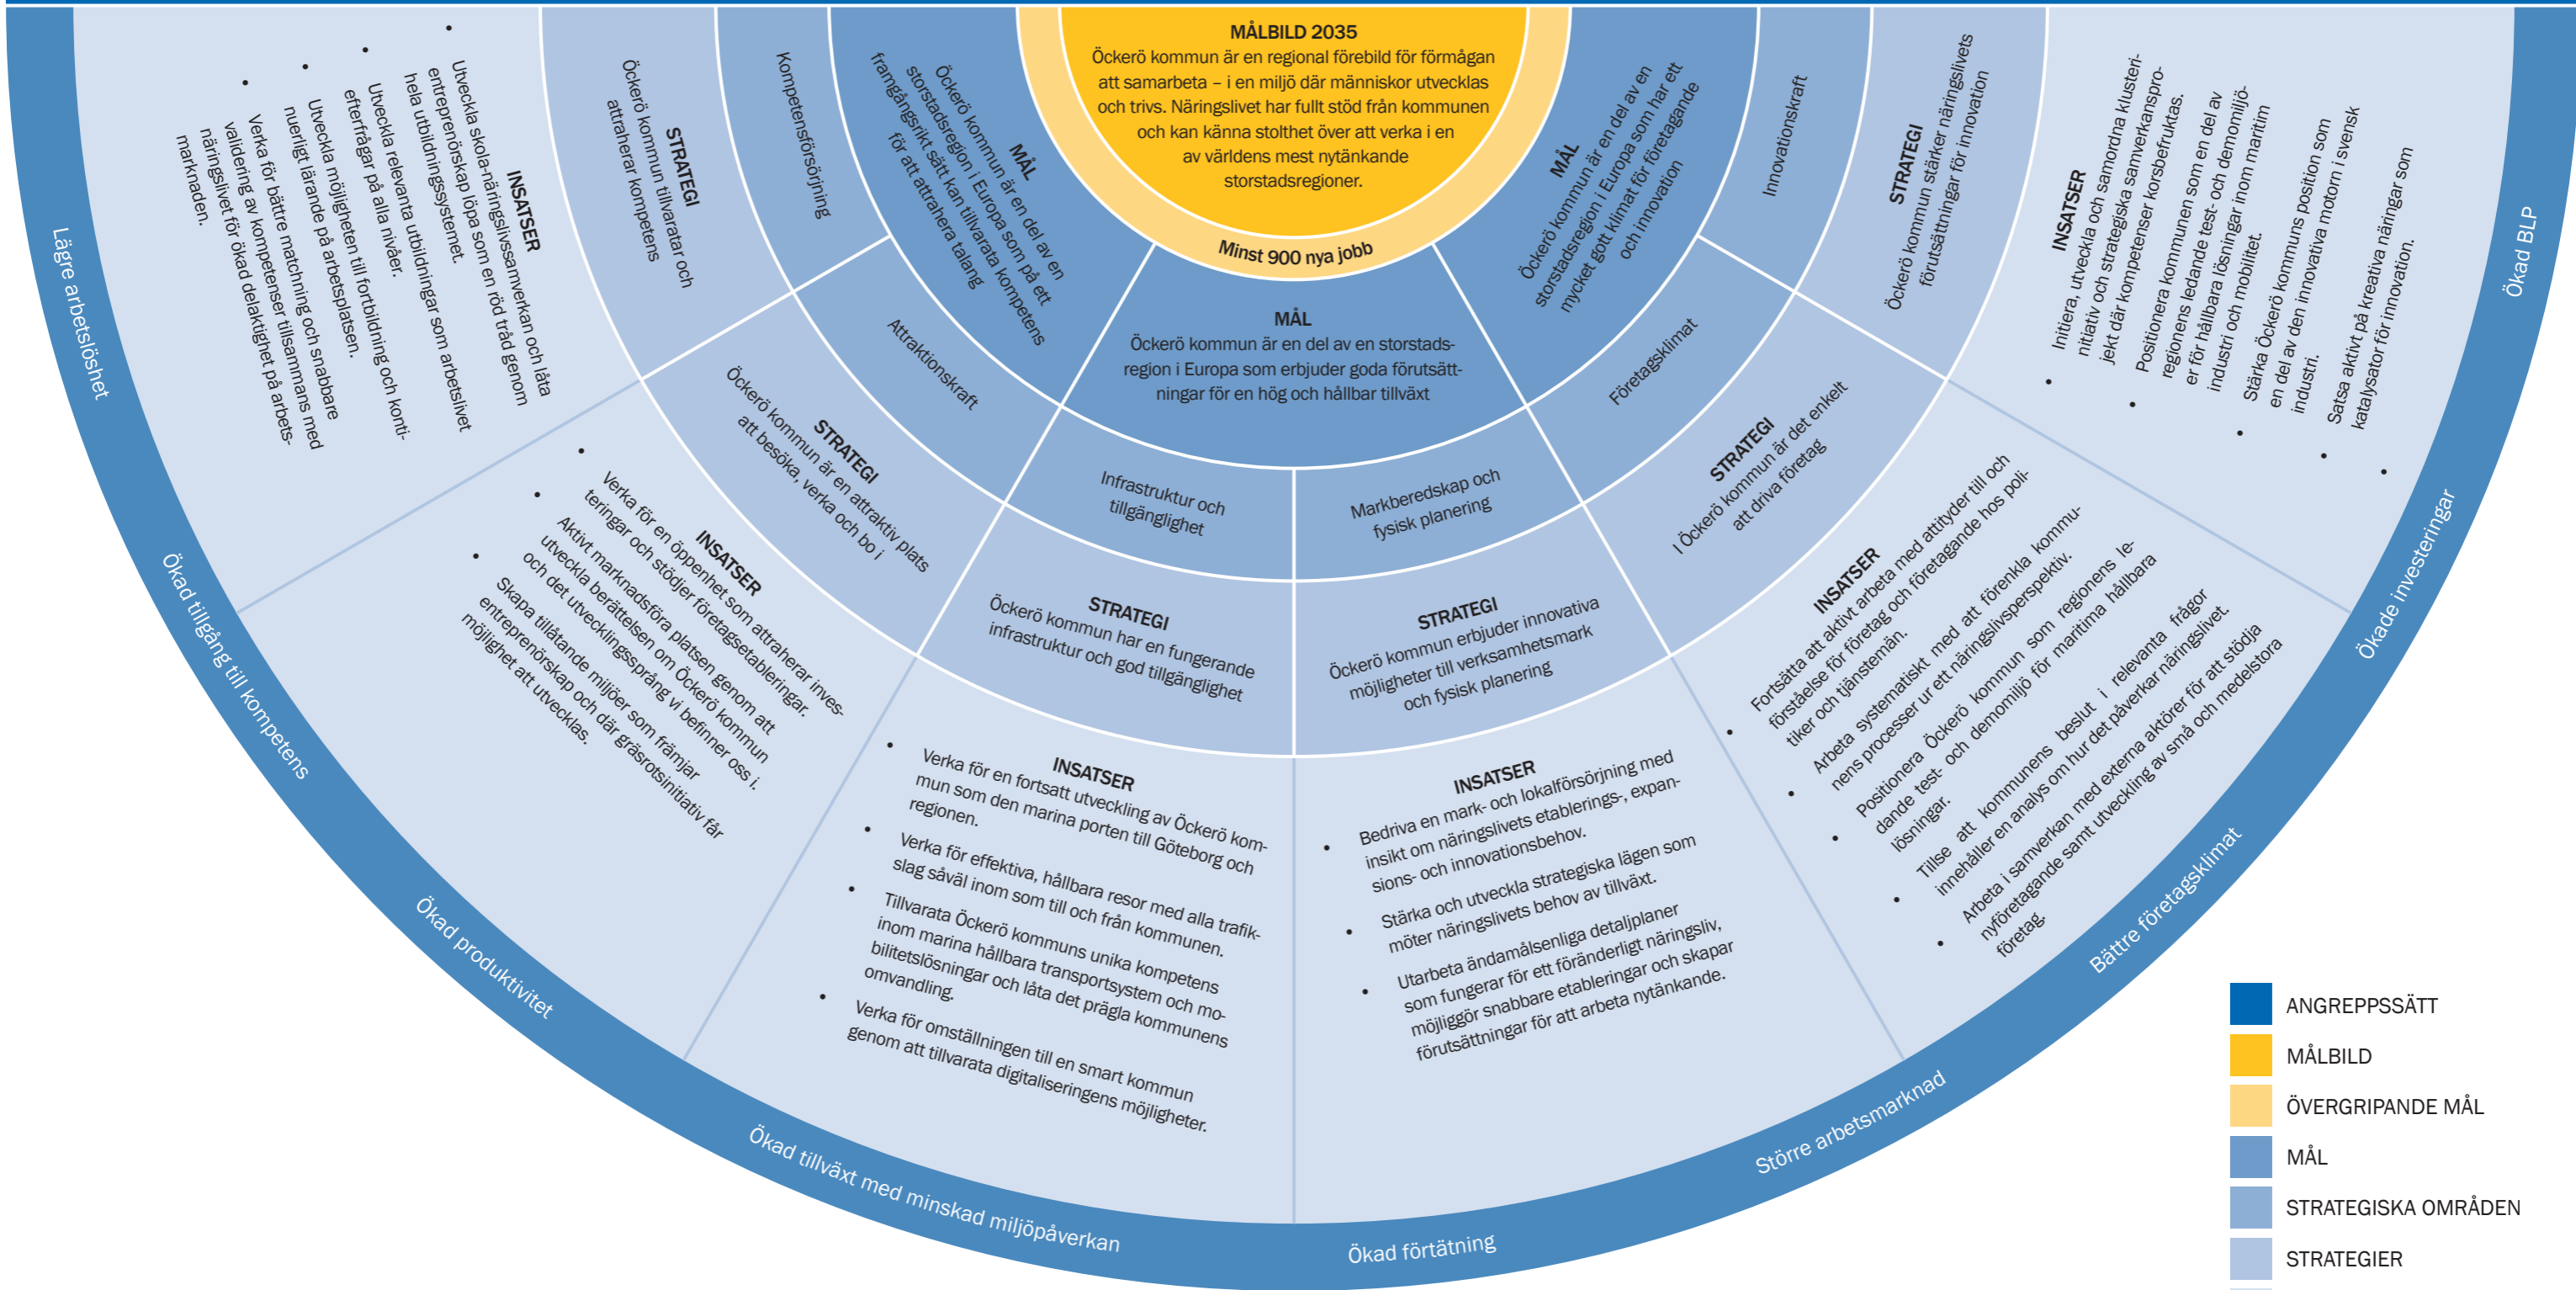 MÅLBILD 2035
Öckerö kommun är en regional förebild för förmågan
att samarbeta – i en miljö där människor utvecklas
och trivs. Näringslivet har fullt stöd från kommunen
och kan känna stolthet över att verka i en
av världens mest nytänkande
storstadsregioner.
Minst 900 nya jobb
MÅL
Öckerö kommun är en del av en
storstadsregion i Europa som på ett
framgångsrikt sätt kan tillvarata kompetens
för att attrahera talang
MÅL
Öckerö kommun är en del av en storstads-
region i Europa som erbjuder goda förutsätt-
ningar för en hög och hållbar tillväxt
MÅL
Öckerö kommun är en del av en
storstadsregion i Europa som har ett
mycket gott klimat för företagande
och innovation
Kompetensförsörjning
Attraktionskraft
Infrastruktur och
tillgänglighet
Markberedskap och
fysisk planering
Företagsklimat
Innovationskraft
STRATEGI
Öckerö kommun tillvaratar och
attraherar kompetens
STRATEGI
Öckerö kommun är en attraktiv plats
att besöka, verka och bo i
STRATEGI
Öckerö kommun har en fungerande
infrastruktur och god tillgänglighet
STRATEGI
Öckerö kommun erbjuder innovativa
möjligheter till verksamhetsmark
och fysisk planering
STRATEGI
I Öckerö kommun är det enkelt
att driva företag
STRATEGI
Öckerö kommun stärker näringslivets
förutsättningar för innovation
INSATSER
• Utveckla skola-näringslivssamverkan och låta
entreprenörskap löpa som en röd tråd genom
hela utbildningssystemet.
• Utveckla relevanta utbildningar som arbetslivet
efterfrågar på alla nivåer.
• Utveckla möjligheten till fortbildning och konti-
nuerligt lärande på arbetsplatsen.
• Verka för bättre matchning och snabbare
validering av kompetenser tillsammans med
näringslivet för ökad delaktighet på arbets-
marknaden.
INSATSER
• Verka för en öppenhet som attraherar inves-
teringar och stödjer företagsetableringar.
• Aktivt marknadsföra platsen genom att
utveckla berättelsen om Öckerö kommun
och det utvecklingssprång vi befinner oss i.
• Skapa tillåtande miljöer som främjar
entreprenörskap och där gräsrotsinitiativ får
möjlighet att utvecklas.
INSATSER
• Verka för en fortsatt utveckling av Öckerö kom-
mun som den marina porten till Göteborg och
regionen.
• Verka för effektiva, hållbara resor med alla trafik-
slag såväl inom som till och från kommunen.
• Tillvarata Öckerö kommuns unika kompetens
inom marina hållbara transportsystem och mo-
bilitetslösningar och låta det prägla kommunens
omvandling.
• Verka för omställningen till en smart kommun
genom att tillvarata digitaliseringens möjligheter.
INSATSER
• Bedriva en mark- och lokalförsörjning med
insikt om näringslivets etablerings-, expan-
sions- och innovationsbehov.
• Stärka och utveckla strategiska lägen som
möter näringslivets behov av tillväxt.
• Utarbeta ändamålsenliga detaljplaner
som fungerar för ett föränderligt näringsliv,
möjliggör snabbare etableringar och skapar
förutsättningar för att arbeta nytänkande.
INSATSER
• Fortsätta att aktivt arbeta med attityder till och
förståelse för företag och företagande hos poli-
tiker och tjänstemän.
• Arbeta systematiskt med att förenkla kommu-
nens processer ur ett näringslivsperspektiv.
• Positionera Öckerö kommun som regionens le-
dande test- och demomiljö för maritima hållbara
lösningar.
• Tillse att kommunens beslut i relevanta frågor
innehåller en analys om hur det påverkar näringslivet.
• Arbeta i samverkan med externa aktörer för att stödja
nyföretagande samt utveckling av små och medelstora
företag.
INSATSER
• Initiera, utveckla och samordna klusteri-
nitiativ och strategiska samverkanspro-
jekt där kompetenser korsbefruktas.
• Positionera kommunen som en del av
regionens ledande test- och demomiljö-
er för hållbara lösningar inom maritim
industri och mobilitet.
• Stärka Öckerö kommuns position som
en del av den innovativa motorn i svensk
industri.
• Satsa aktivt på kreativa näringar som
katalysator för innovation.
•
Lägre arbetslöshet
Ökad tillgång till kompetens
Ökad produktivitet
Ökad tillväxt med minskad miljöpåverkan
Ökad förtätning
Större arbetsmarknad
Bättre företagsklimat
Ökade investeringar
Ökad BLP
ANGREPPSSÄTT
MÅLBILD
ÖVERGRIPANDE MÅL
MÅL
STRATEGISKA OMRÅDEN
STRATEGIER